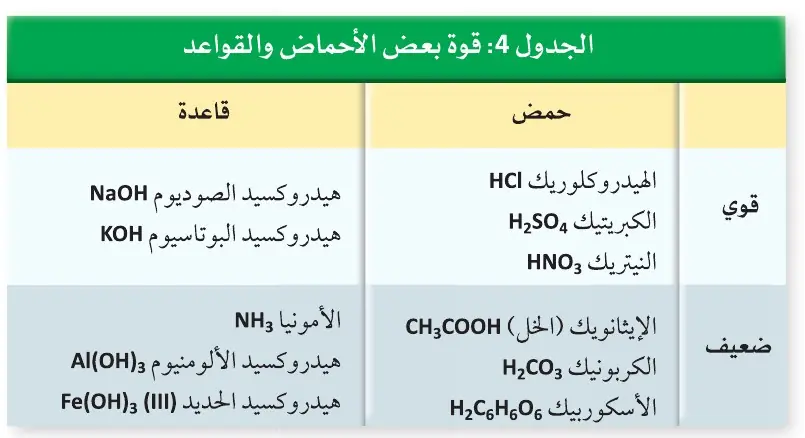 الجدول 4: قوة بعض الأحماض والقواعد
حمض
قاعدة
قوي
الهيدروكلوريك HCl
الكبريتيك H₂SO₄
النيتريك HNO₃
هيدروكسيد الصوديوم NaOH
هيدروكسيد البوتاسيوم KOH
ضعيف
الإيثانويك (الخل) CH₃COOH
الكربونيك H₂CO₃
الأسكوربيك H₂C₆H₆O₆
الأمونيا NH₃
هيدروكسيد الألومنيوم Al(OH)₃
هيدروكسيد الحديد (III) Fe(OH)₃